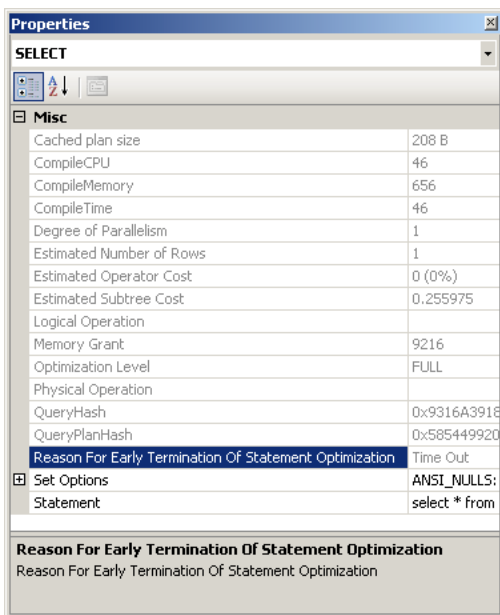 Properties
SELECT
Misc
Cached plan size 208 B
CompileCPU 46
CompileMemory 656
CompileTime 46
Degree of Parallelism 1
Estimated Number of Rows 1
Estimated Operator Cost 0 (0%)
Estimated Subtree Cost 0.255975
Logical Operation
Memory Grant 9216
Optimization Level FULL
Physical Operation
QueryHash 0x9316A3918
QueryPlanHash 0x585449920
Reason For Early Termination Of Statement Optimization Time Out
Set Options ANSI_NULLS:
Statement select * from
Reason For Early Termination Of Statement Optimization
Reason For Early Termination Of Statement Optimization